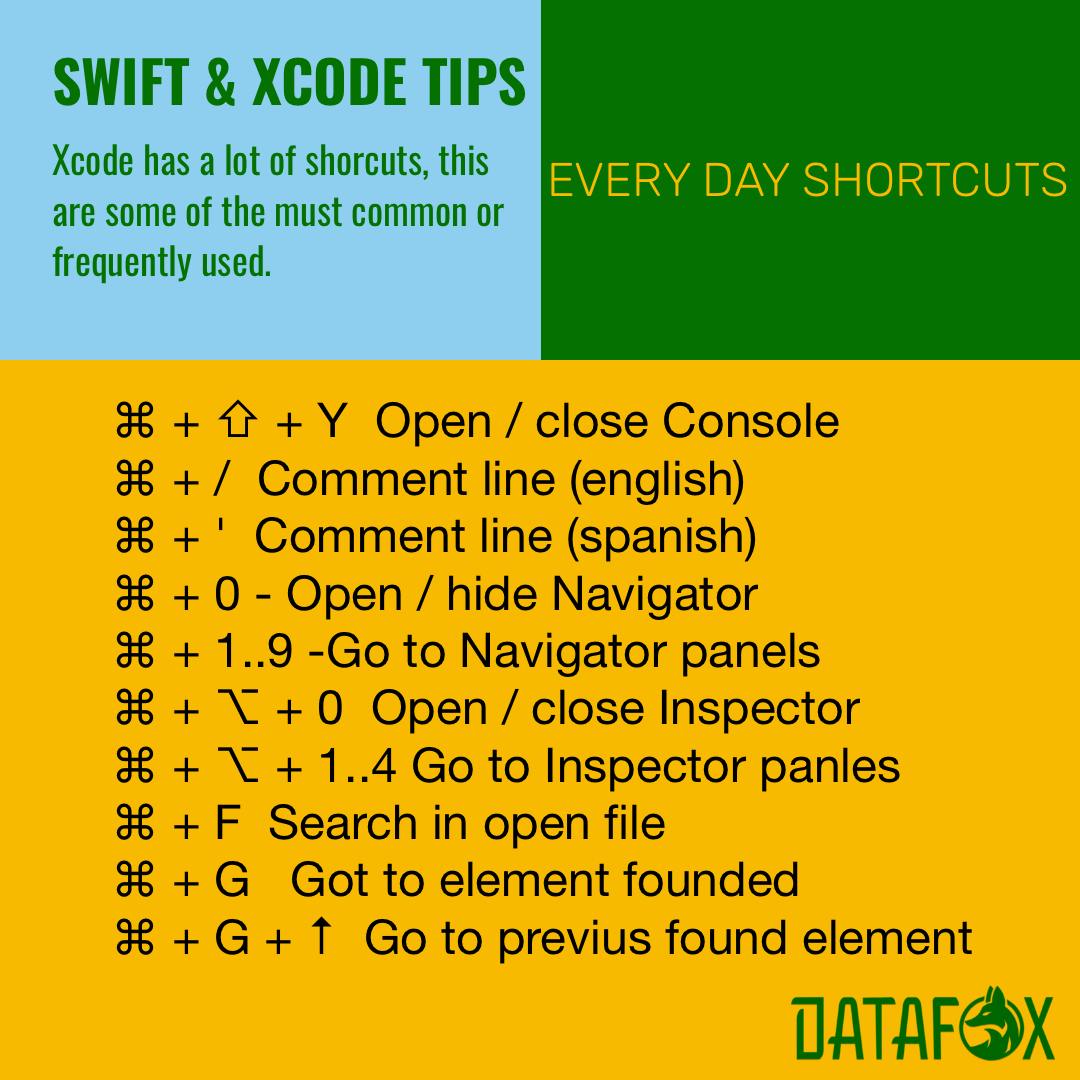 SWIFT & XCODE TIPS
Xcode has a lot of shorcuts, this
are some of the must common or
frequently used.
EVERY DAY SHORTCUTS
⌘ + ⇧ + Y  Open / close Console
⌘ + /  Comment line (english)
⌘ + '  Comment line (spanish)
⌘ + 0 - Open / hide Navigator
⌘ + 1..9 -Go to Navigator panels
⌘ + ⌥ + 0  Open / close Inspector
⌘ + ⌥ + 1..4 Go to Inspector panles
⌘ + F  Search in open file
⌘ + G   Got to element founded
⌘ + G + ↑  Go to previus found element
DATAFOX